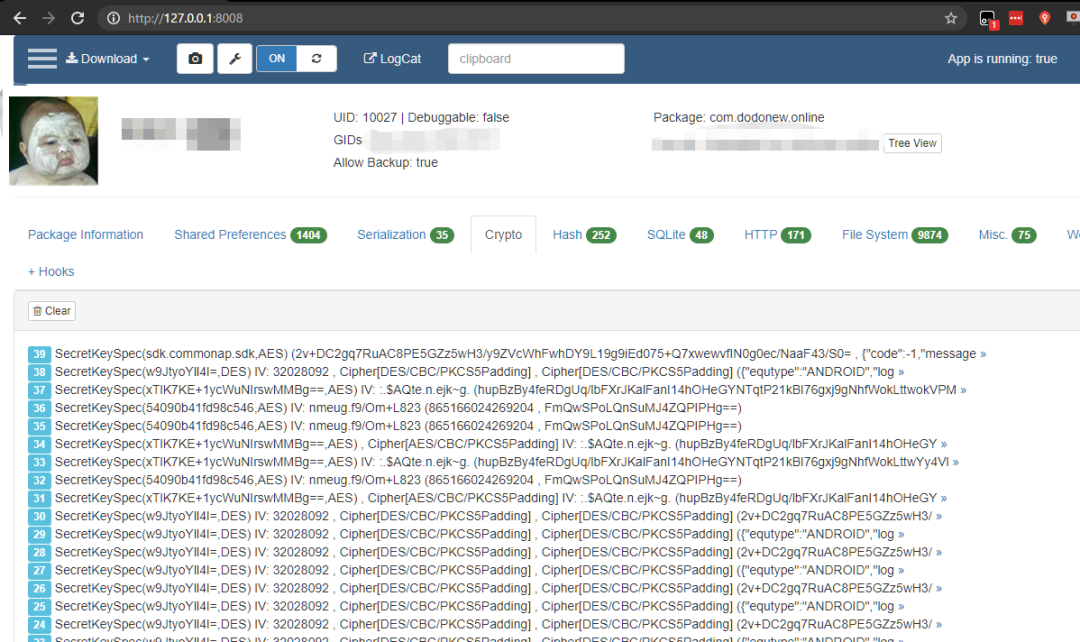 http://127.0.0.1:8008
1
Download
ON
LogCat
clipboard
App is running: true
UID: 10027 | Debuggable: false
Package: com.dodonew.online
GIDs
Tree View
Allow Backup: true
Package Information
Shared Preferences 1404
Serialization 35
Crypto
Hash 252
SQLite 48
HTTP 171
File System 9874
Misc. 75
+ Hooks
Clear
39 SecretKeySpec(sdk.commonap.sdk,AES) (2v+DC2gq7RuAC8PE5GZz5wH3/y9ZVcWhFwhDY9L19g9iEd075+Q7xwewvfIN0g0ec/NaaF43/S0= , {"code":-1,"message »
38 SecretKeySpec(w9JtyoYII4I=,DES) IV: 32028092 , Cipher[DES/CBC/PKCS5Padding] , Cipher[DES/CBC/PKCS5Padding] ({"equtype":"ANDROID","log »
37 SecretKeySpec(xTIK7KE+1ycWuNIrswMMBg==,AES) IV: :.$AQte.n.ejk~g. (hupBzBy4feRDgUq/IbFXrJKaIFanI14hOHeGYNTqtP21kBI76gxj9gNhfWokLttwokVPM »
36 SecretKeySpec(54090b41fd98c546,AES) IV: nmeug.f9/Om+L823 (865166024269204 , FmQwSPoLQnSuMJ4ZQPIPHg==)
35 SecretKeySpec(54090b41fd98c546,AES) IV: nmeug.f9/Om+L823 (865166024269204 , FmQwSPoLQnSuMJ4ZQPIPHg==)
34 SecretKeySpec(xTIK7KE+1ycWuNIrswMMBg==,AES) , Cipher[AES/CBC/PKCS5Padding] IV: :.$AQte.n.ejk~g. (hupBzBy4feRDgUq/IbFXrJKaIFanI14hOHeGY »
33 SecretKeySpec(xTIK7KE+1ycWuNIrswMMBg==,AES) IV: :.$AQte.n.ejk~g. (hupBzBy4feRDgUq/IbFXrJKaIFanI14hOHeGYNTqtP21kBI76gxj9gNhfWokLttwYy4VI »
32 SecretKeySpec(54090b41fd98c546,AES) IV: nmeug.f9/Om+L823 (865166024269204 , FmQwSPoLQnSuMJ4ZQPIPHg==)
31 SecretKeySpec(xTIK7KE+1ycWuNIrswMMBg==,AES) , Cipher[AES/CBC/PKCS5Padding] IV: :.$AQte.n.ejk~g. (hupBzBy4feRDgUq/IbFXrJKaIFanI14hOHeGY »
30 SecretKeySpec(w9JtyoYII4I=,DES) IV: 32028092 , Cipher[DES/CBC/PKCS5Padding] , Cipher[DES/CBC/PKCS5Padding] (2v+DC2gq7RuAC8PE5GZz5wH3/ »
29 SecretKeySpec(w9JtyoYII4I=,DES) IV: 32028092 , Cipher[DES/CBC/PKCS5Padding] , Cipher[DES/CBC/PKCS5Padding] ({"equtype":"ANDROID","log »
28 SecretKeySpec(w9JtyoYII4I=,DES) IV: 32028092 , Cipher[DES/CBC/PKCS5Padding] , Cipher[DES/CBC/PKCS5Padding] (2v+DC2gq7RuAC8PE5GZz5wH3/ »
27 SecretKeySpec(w9JtyoYII4I=,DES) IV: 32028092 , Cipher[DES/CBC/PKCS5Padding] , Cipher[DES/CBC/PKCS5Padding] ({"equtype":"ANDROID","log »
26 SecretKeySpec(w9JtyoYII4I=,DES) IV: 32028092 , Cipher[DES/CBC/PKCS5Padding] , Cipher[DES/CBC/PKCS5Padding] (2v+DC2gq7RuAC8PE5GZz5wH3/ »
25 SecretKeySpec(w9JtyoYII4I=,DES) IV: 32028092 , Cipher[DES/CBC/PKCS5Padding] , Cipher[DES/CBC/PKCS5Padding] ({"equtype":"ANDROID","log »
24 SecretKeySpec(w9JtyoYII4I=,DES) IV: 32028092 , Cipher[DES/CBC/PKCS5Padding] , Cipher[DES/CBC/PKCS5Padding] (2v+DC2gq7RuAC8PE5GZz5wH3/ »